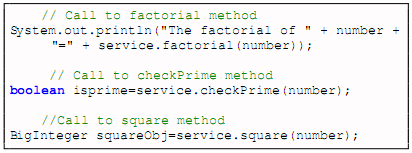 // Call to factorial method
System.out.println("The factorial of " + number +
"=" + service.factorial(number));
// Call to checkPrime method
boolean isprime=service.checkPrime(number);
//Call to square method
BigInteger squareObj=service.square(number);